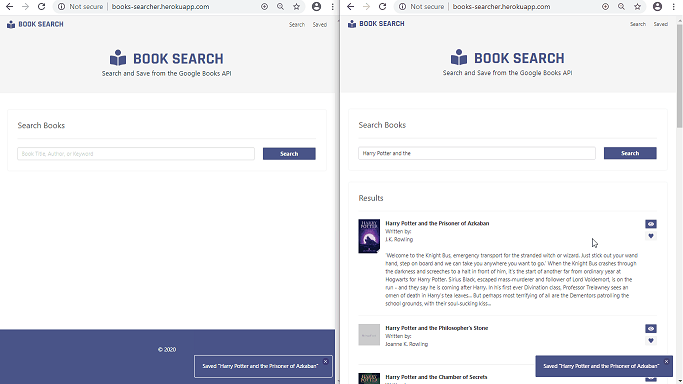 Not secure | books-searcher.herokuapp.com
BOOK SEARCH
Search Saved
BOOK SEARCH
Search and Save from the Google Books API
Search Books
Book Title, Author, or Keyword
Search
© 2020
Saved "Harry Potter and the Prisoner of Azkaban"
Not secure | books-searcher.herokuapp.com
BOOK SEARCH
Search Saved
BOOK SEARCH
Search and Save from the Google Books API
Search Books
Harry Potter and the
Search
Results
HARRY POTTER
Harry Potter and the Prisoner of Azkaban
Written by:
J.K. Rowling
'Welcome to the Knight Bus, emergency transport for the stranded witch or wizard. Just stick out your wand
hand, step on board and we can take you anywhere you want to go.' When the Knight Bus crashes through
the darkness and screeches to a halt in front of him, it's the start of another far from ordinary year at
Hogwarts for Harry Potter. Sirius Black, escaped mass-murderer and follower of Lord Voldemort, is on the
run – and they say he is coming after Harry. In his first ever Divination class, Professor Trelawney sees an
omen of death in Harry's tea leaves... But perhaps most terrifying of all are the Dementors patrolling the
school grounds, with their soul-sucking kiss...
Harry Potter and the Philosopher's Stone
Written by:
Joanne K. Rowling
Harry Potter and the Chamber of Secrets
Saved "Harry Potter and the Prisoner of Azkaban"